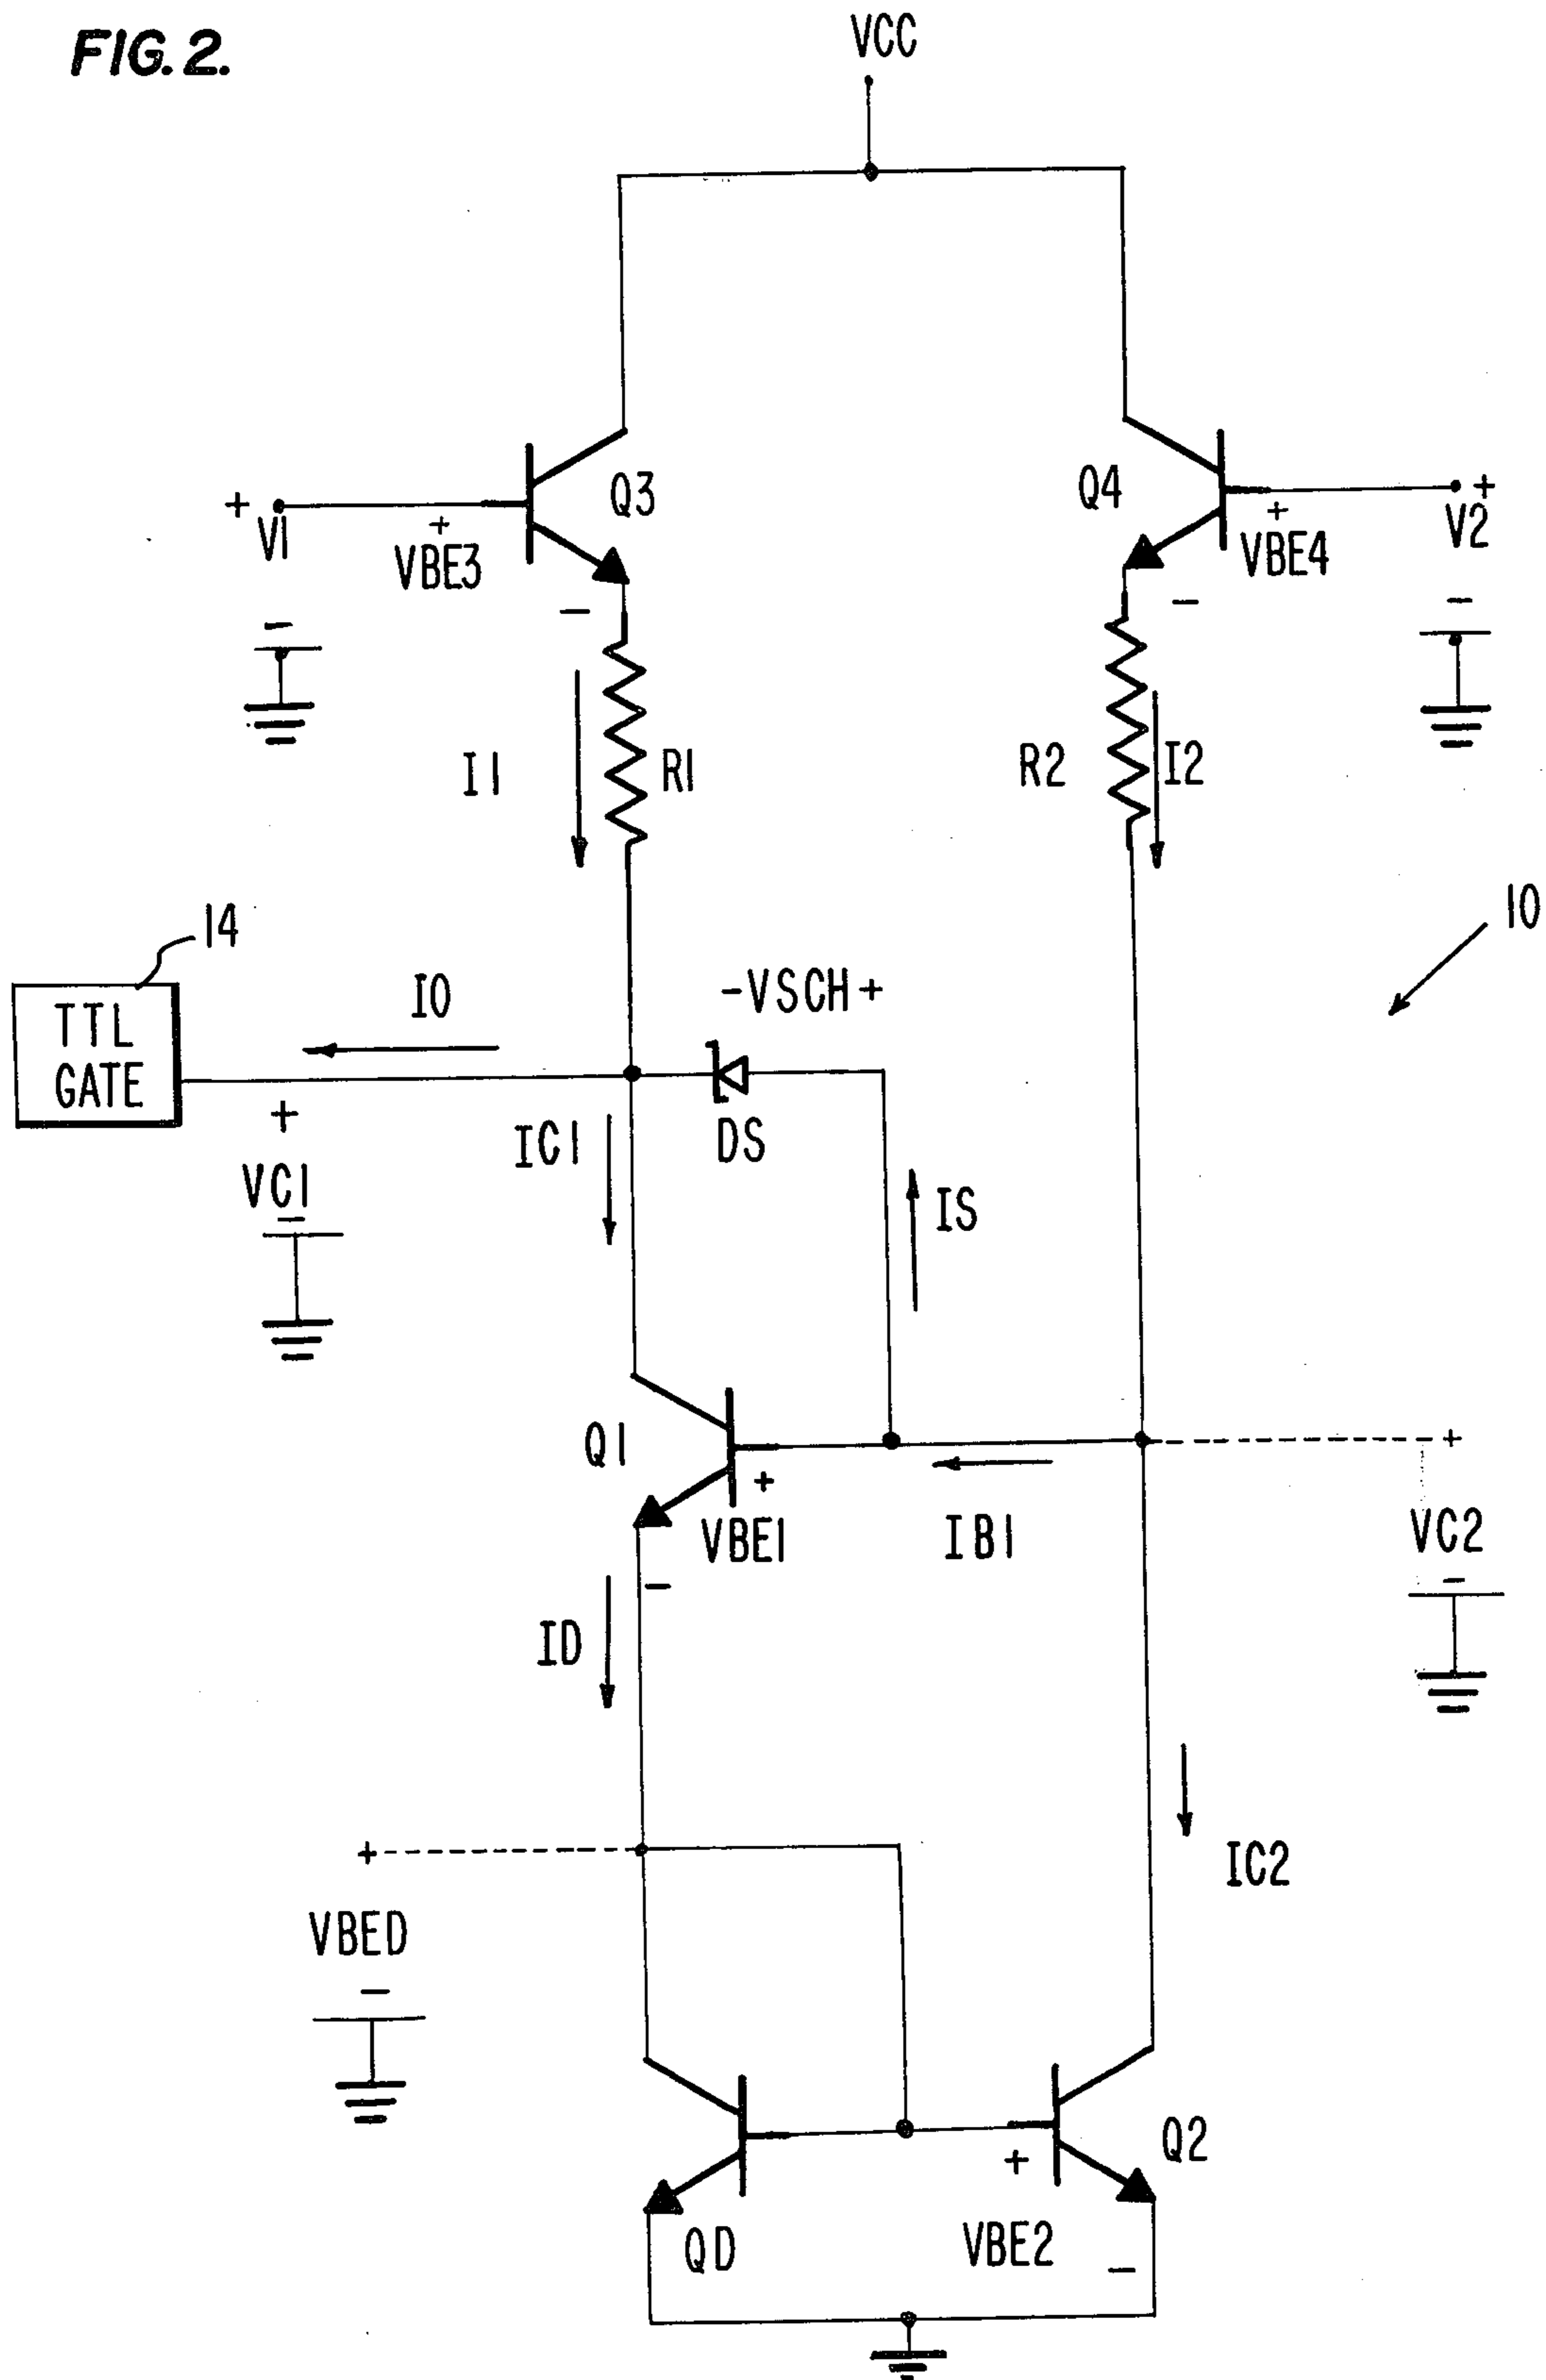 FIG. 2.
VCC
Q3
Q4
+
V1
+
VBE3
-
+
VBE4
-
+
V2
-
-
I1
R1
R2
I2
10
14
TTL
GATE
IO
-VSCH+
DS
+
VC1
-
IC1
IS
Q1
+
VBE1
-
IB1
+
VC2
-
ID
+
VBED
-
IC2
QD
+
VBE2
-
Q2